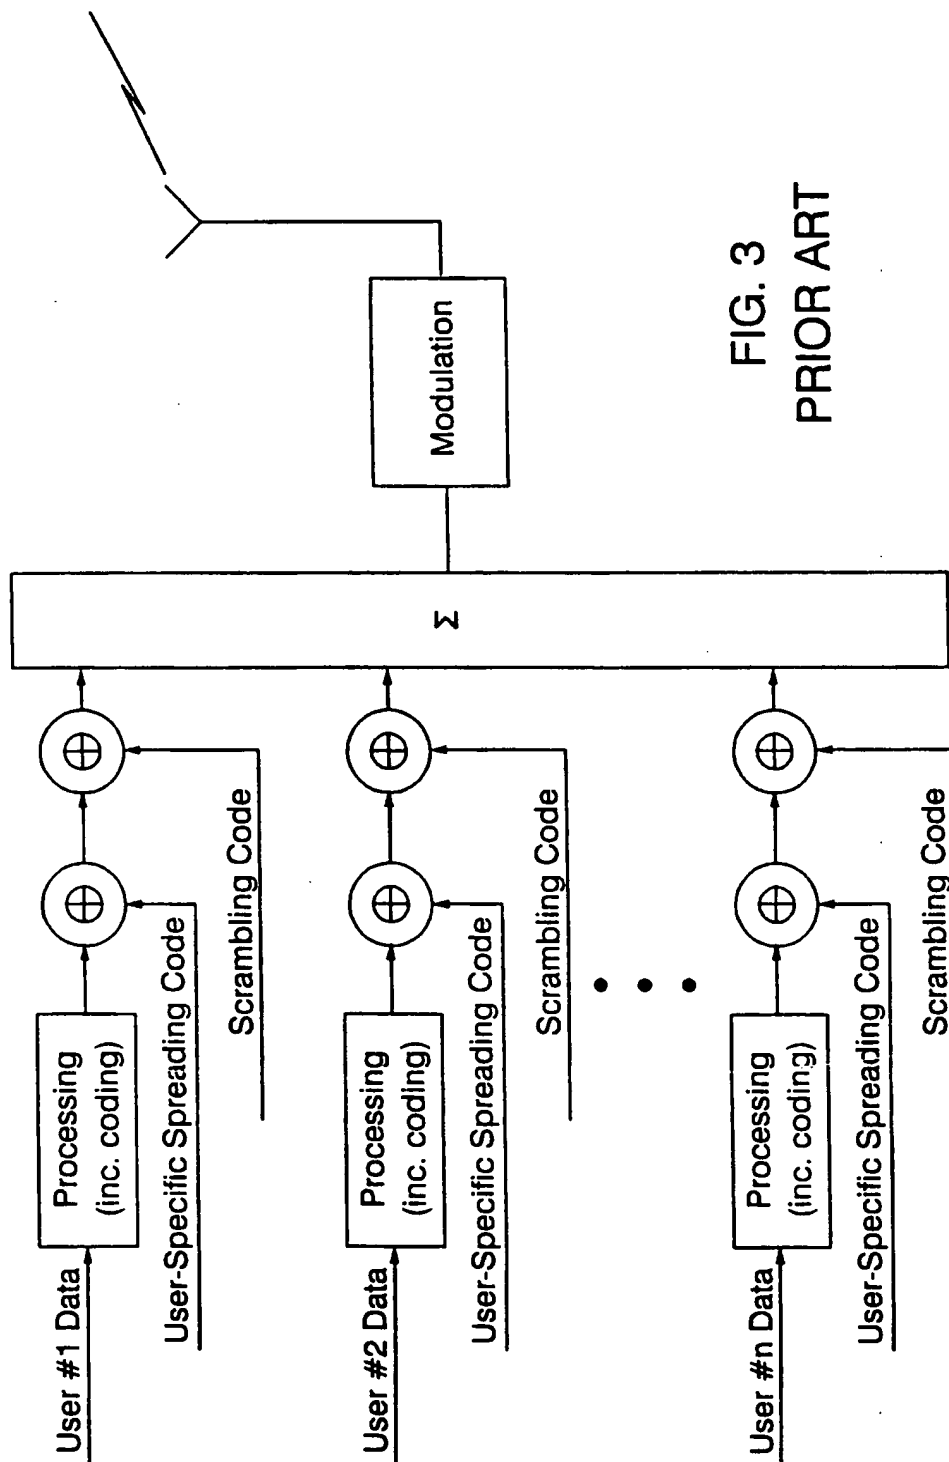 User #1 Data
Processing
(inc. coding)
User-Specific Spreading Code
Scrambling Code
User #2 Data
Processing
(inc. coding)
User-Specific Spreading Code
Scrambling Code
User #n Data
Processing
(inc. coding)
User-Specific Spreading Code
Scrambling Code
Σ
Modulation
FIG. 3
PRIOR ART